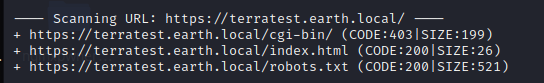 ---- Scanning URL: https://terratest.earth.local/ ----
+ https://terratest.earth.local/cgi-bin/ (CODE:403|SIZE:199)
+ https://terratest.earth.local/index.html (CODE:200|SIZE:26)
+ https://terratest.earth.local/robots.txt (CODE:200|SIZE:521)